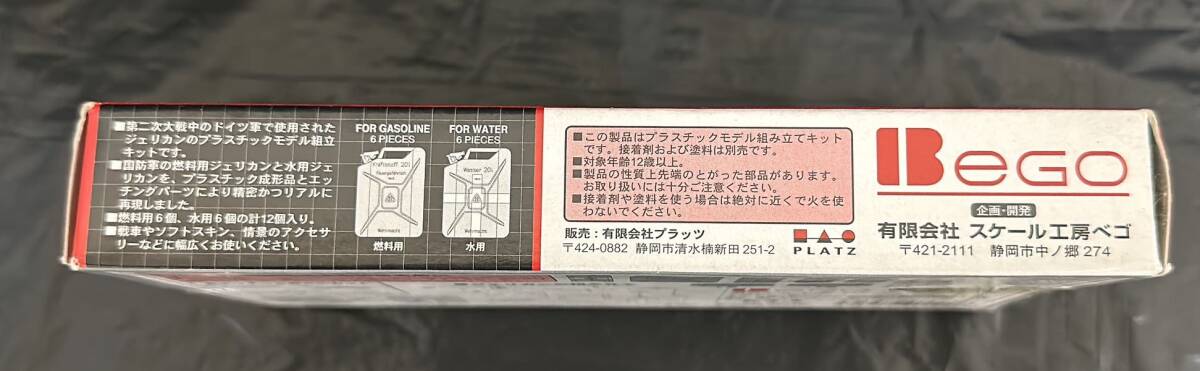 ■第二次大戦中のドイツ軍で使用された
ジェリカンのプラスチックモデル組立
キットです。
■国防軍の燃料用ジェリカンと水用ジェ
リカンを、プラスチック成形品とエッ
チングパーツにより精密かつリアルに
再現しました。
■燃料用6個、水用6個の計12個入り。
■戦車やソフトスキン、情景のアクセサ
リーなどに幅広くお使いください。
FOR GASOLINE
6 PIECES
Kraftstoff 20L
Feuergefährlich
Wehrmacht
燃料用
FOR WATER
6 PIECES
Wasser 20L
Wehrmacht
水用
■この製品はプラスチックモデル組み立てキット
です。接着剤および塗料は別売です。
■対象年齢12歳以上。
■製品の性質上先端のとがった部品があります。
お取り扱いには十分ご注意ください。
■接着剤や塗料を使う場合は絶対に近くで火を使
わないでください。
販売：有限会社プラッツ
〒424-0882 静岡市清水楠新田251-2
PLATZ
BEGO
企画・開発
有限会社 スケール工房ベゴ
〒421-2111 静岡市中ノ郷274